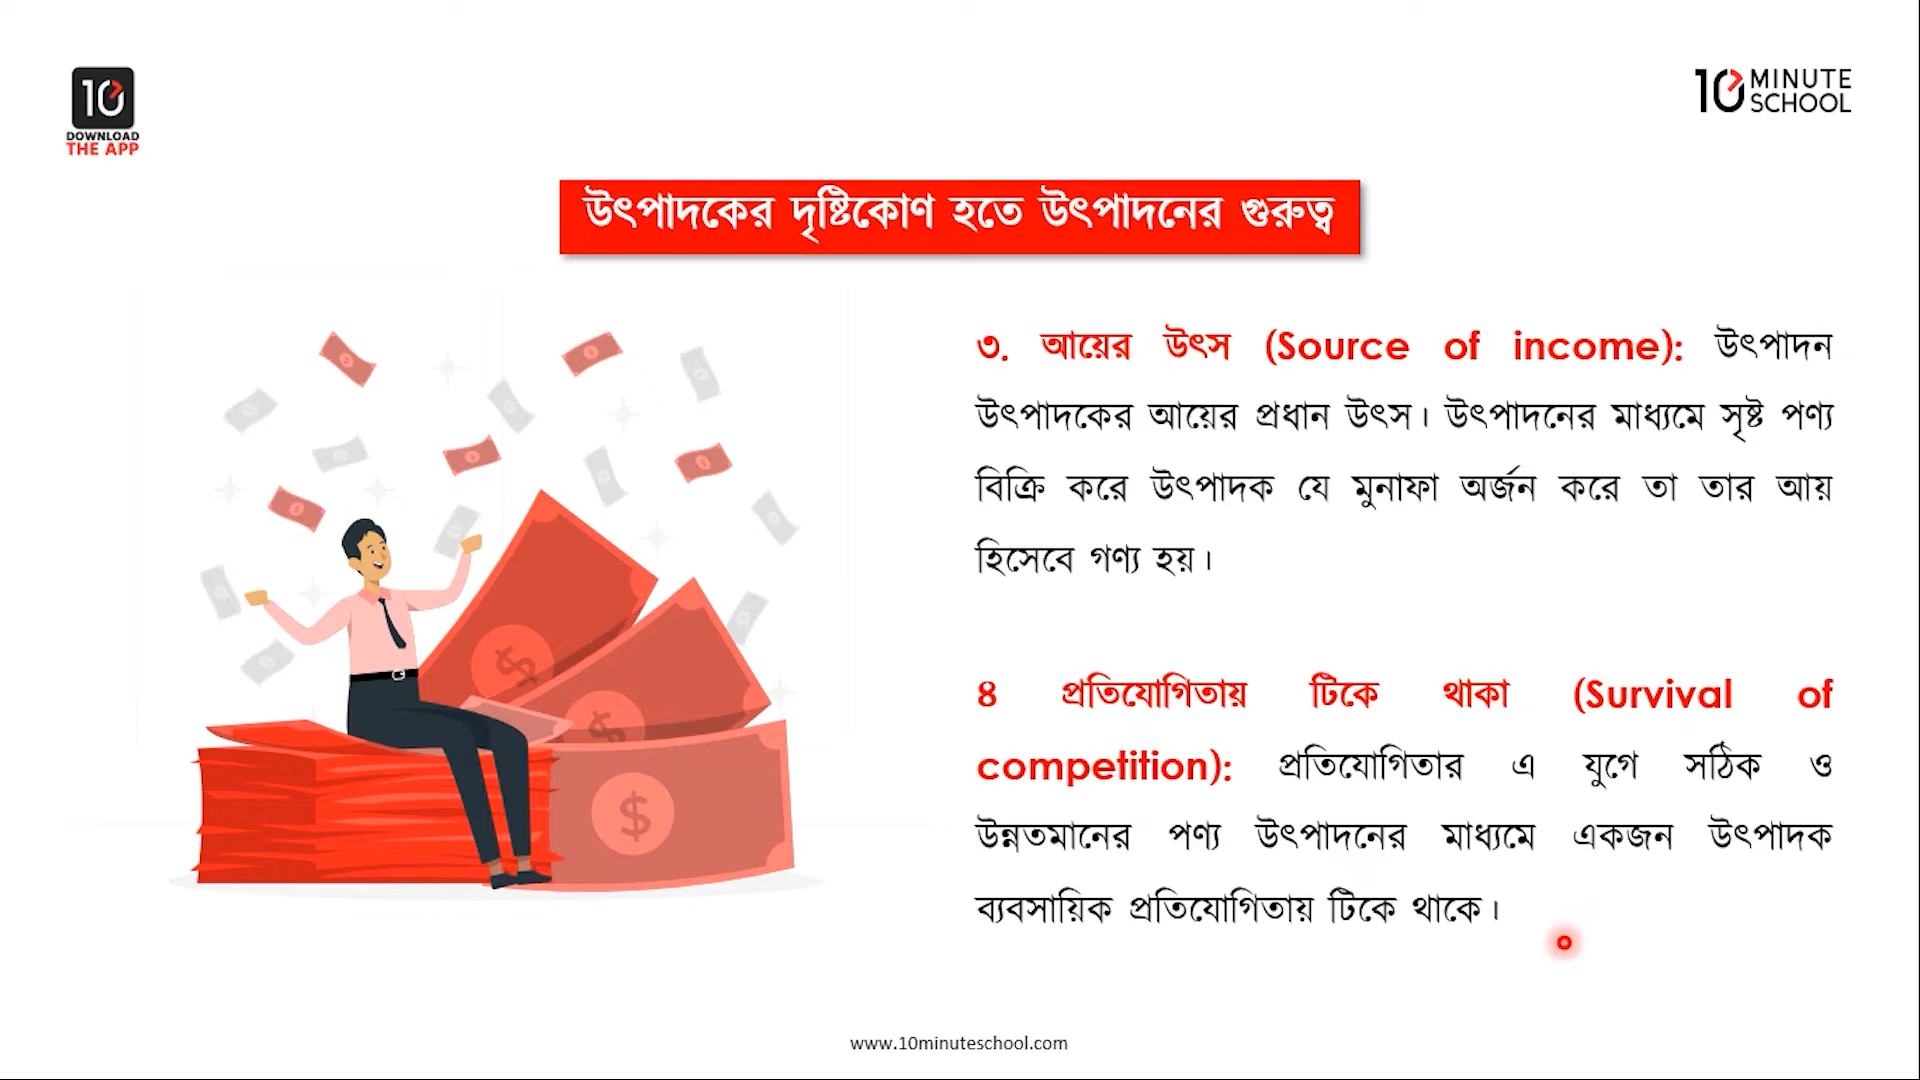 10
DOWNLOAD
THE APP
10 MINUTE
SCHOOL
উৎপাদকের দৃষ্টিকোণ হতে উৎপাদনের গুরুত্ব
৩. আয়ের উৎস (Source of income): উৎপাদন
উৎপাদকের আয়ের প্রধান উৎস। উৎপাদনের মাধ্যমে সৃষ্ট পণ্য
বিক্রি করে উৎপাদক যে মুনাফা অর্জন করে তা তার আয়
হিসেবে গণ্য হয়।
৪ প্রতিযোগিতায় টিকে থাকা (Survival of
competition): প্রতিযোগিতার এ যুগে সঠিক ও
উন্নতমানের পণ্য উৎপাদনের মাধ্যমে একজন উৎপাদক
ব্যবসায়িক প্রতিযোগিতায় টিকে থাকে।
www.10minuteschool.com